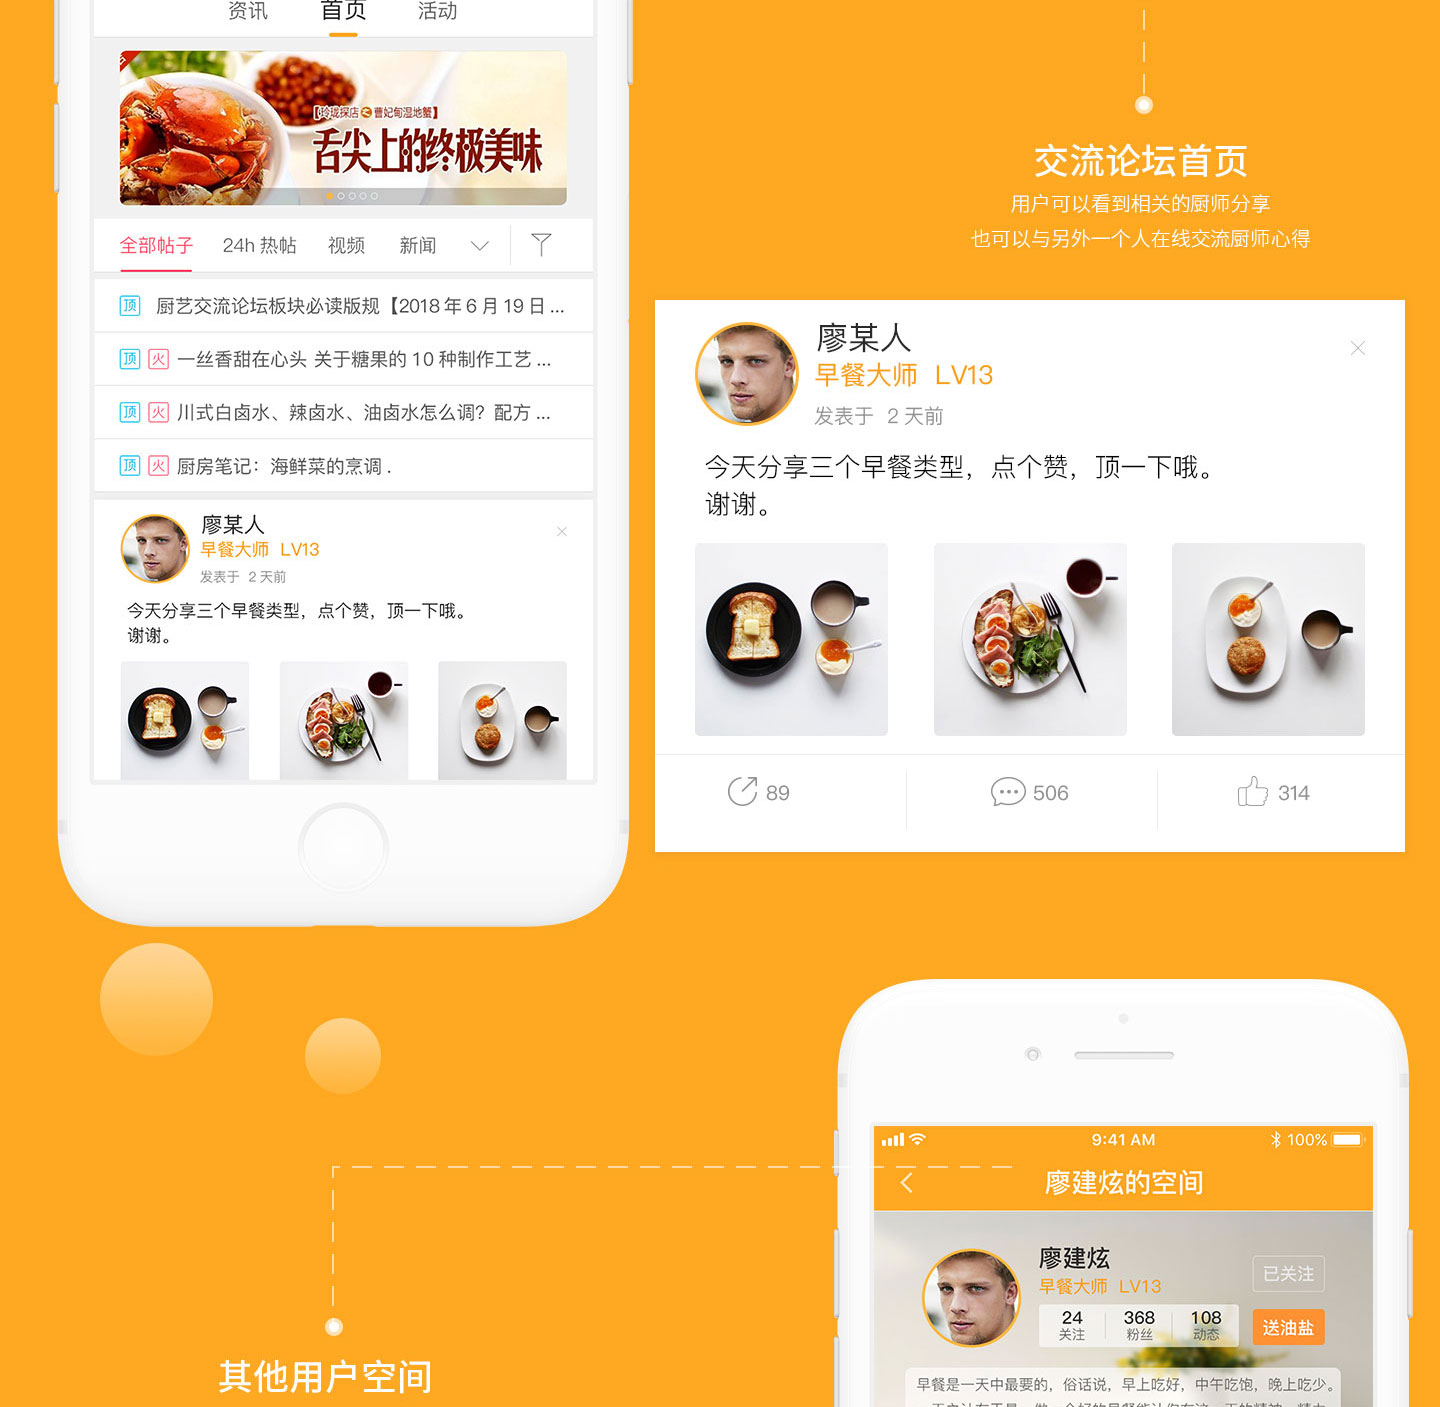 资讯 首页 活动
【玲珑探店 曹妃甸湿地蟹】
舌尖上的终极美味
全部帖子 24h 热帖 视频 新闻
顶 厨艺交流论坛板块必读版规【2018 年 6 月 19 日 ...
顶 火 一丝香甜在心头 关于糖果的 10 种制作工艺 ...
顶 火 川式白卤水、辣卤水、油卤水怎么调？配方 ...
顶 火 厨房笔记：海鲜菜的烹调 .
廖某人
早餐大师 LV13
发表于 2 天前
今天分享三个早餐类型，点个赞，顶一下哦。
谢谢。
交流论坛首页
用户可以看到相关的厨师分享
也可以与另外一个人在线交流厨师心得
廖某人
早餐大师 LV13
发表于 2 天前
今天分享三个早餐类型，点个赞，顶一下哦。
谢谢。
89 506 314
9:41 AM 100%
廖建炫的空间
廖建炫
早餐大师 LV13
已关注
24 368 108
关注 粉丝 动态
送油盐
早餐是一天中最要的，俗话说，早上吃好，中午吃饱，晚上吃少。
其他用户空间